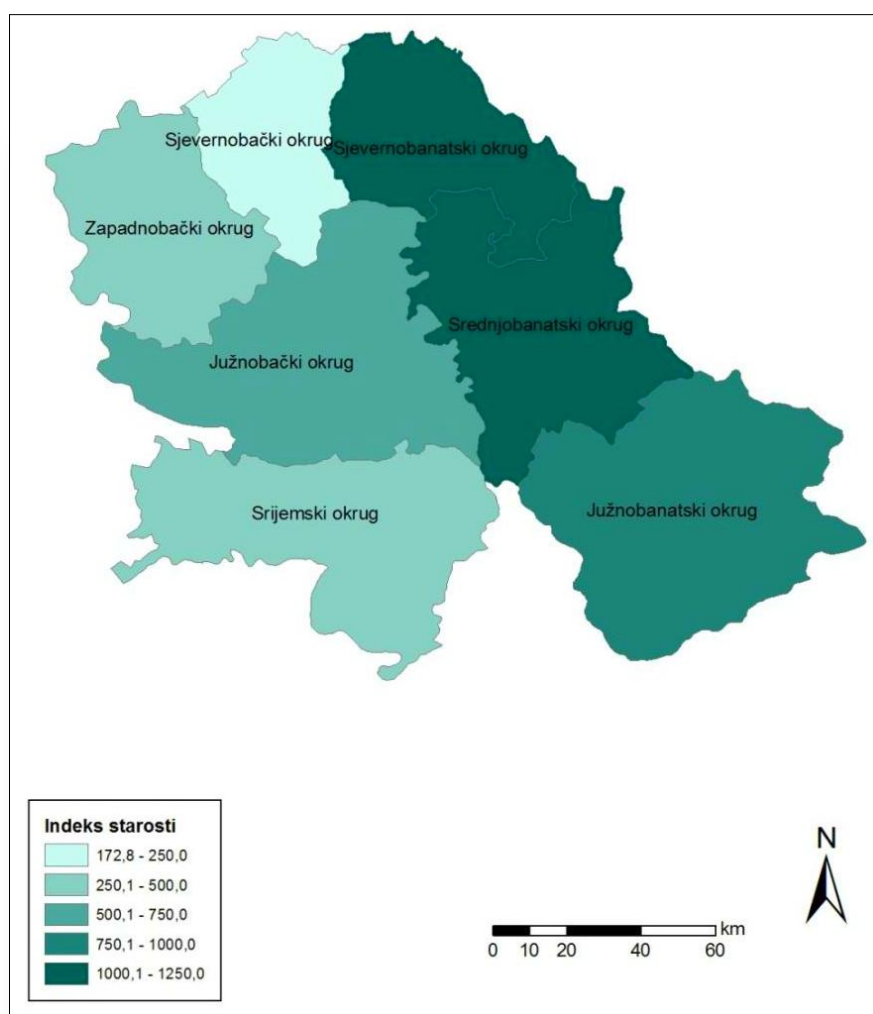 Sjevernobački okrug
Sjevernobanatski okrug
Zapadnobački okrug
Srednjobanatski okrug
Južnobački okrug
Srijemski okrug
Južnobanatski okrug
Indeks starosti
172,8 - 250,0
250,1 - 500,0
500,1 - 750,0
750,1 - 1000,0
1000,1 - 1250,0
N
km
0 10 20 40 60